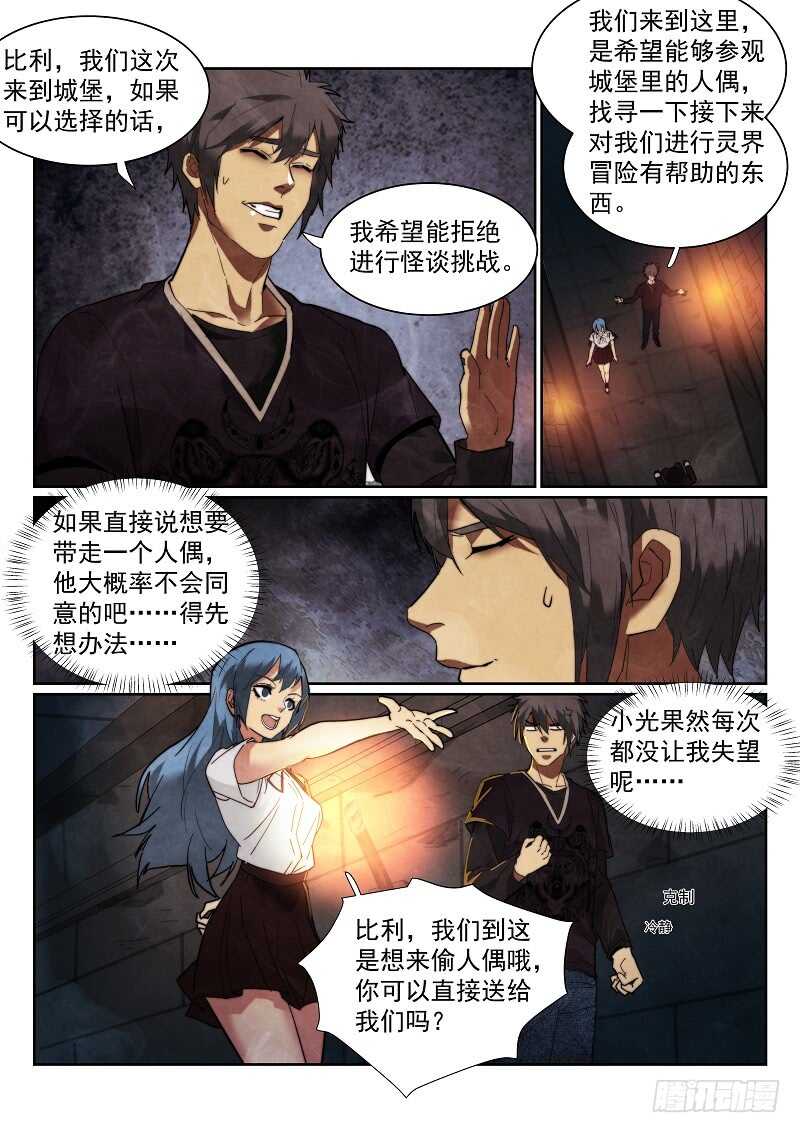 比利，我们这次
来到城堡，如果
可以选择的话，
我希望能拒绝
进行怪谈挑战。
我们来到这里，
是希望能够参观
城堡里的人偶，
找寻一下接下来
对我们进行灵界
冒险有帮助的东
西。
如果直接说想要
带走一个人偶，
他大概率不会同
意的吧……得先
想办法……
小光果然每次
都没让我失望
呢……
克制
冷静
比利，我们到这
是想来偷人偶哦，
你可以直接送给
我们吗？
腾讯动漫